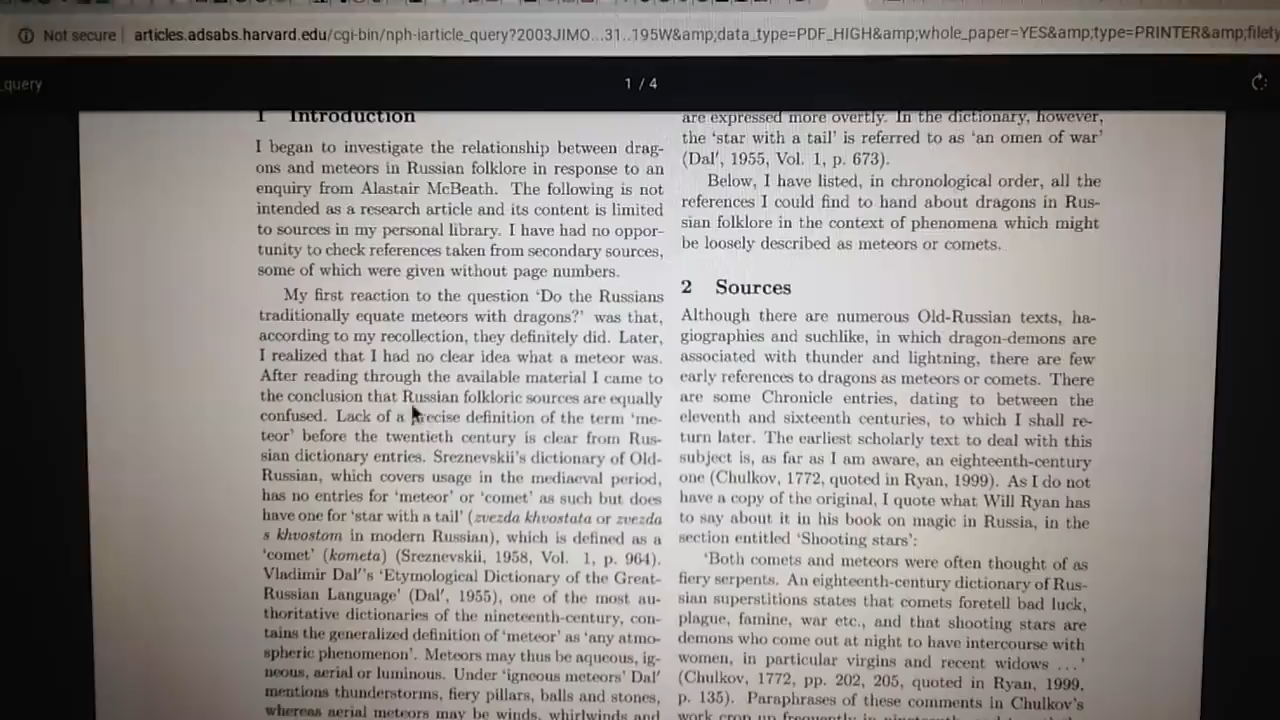 Not secure | articles.adsabs.harvard.edu/cgi-bin/nph-iarticle_query?2003JIMO...31..195W&amp;data_type=PDF_HIGH&amp;whole_paper=YES&amp;type=PRINTER&amp;filety
_query
1 / 4
1 Introduction
I began to investigate the relationship between drag-
ons and meteors in Russian folklore in response to an
enquiry from Alastair McBeath. The following is not
intended as a research article and its content is limited
to sources in my personal library. I have had no oppor-
tunity to check references taken from secondary sources,
some of which were given without page numbers.
My first reaction to the question ‘Do the Russians
traditionally equate meteors with dragons?’ was that,
according to my recollection, they definitely did. Later,
I realized that I had no clear idea what a meteor was.
After reading through the available material I came to
the conclusion that Russian folkloric sources are equally
confused. Lack of a precise definition of the term ‘me-
teor’ before the twentieth century is clear from Rus-
sian dictionary entries. Sreznevskii’s dictionary of Old-
Russian, which covers usage in the mediaeval period,
has no entries for ‘meteor’ or ‘comet’ as such but does
have one for ‘star with a tail’ (zvezda khvostata or zvezda
s khvostom in modern Russian), which is defined as a
‘comet’ (kometa) (Sreznevskii, 1958, Vol. 1, p. 964).
Vladimir Dal′’s ‘Etymological Dictionary of the Great-
Russian Language’ (Dal′, 1955), one of the most au-
thoritative dictionaries of the nineteenth-century, con-
tains the generalized definition of ‘meteor’ as ‘any atmo-
spheric phenomenon’. Meteors may thus be aqueous, ig-
neous, aerial or luminous. Under ‘igneous meteors’ Dal′
mentions thunderstorms, fiery pillars, balls and stones,
whereas aerial meteors may be winds, whirlwinds and
are expressed more overtly. In the dictionary, however,
the ‘star with a tail’ is referred to as ‘an omen of war’
(Dal′, 1955, Vol. 1, p. 673).
Below, I have listed, in chronological order, all the
references I could find to hand about dragons in Rus-
sian folklore in the context of phenomena which might
be loosely described as meteors or comets.
2 Sources
Although there are numerous Old-Russian texts, ha-
giographies and suchlike, in which dragon-demons are
associated with thunder and lightning, there are few
early references to dragons as meteors or comets. There
are some Chronicle entries, dating to between the
eleventh and sixteenth centuries, to which I shall re-
turn later. The earliest scholarly text to deal with this
subject is, as far as I am aware, an eighteenth-century
one (Chulkov, 1772, quoted in Ryan, 1999). As I do not
have a copy of the original, I quote what Will Ryan has
to say about it in his book on magic in Russia, in the
section entitled ‘Shooting stars’:
‘Both comets and meteors were often thought of as
fiery serpents. An eighteenth-century dictionary of Rus-
sian superstitions states that comets foretell bad luck,
plague, famine, war etc., and that shooting stars are
demons who come out at night to have intercourse with
women, in particular virgins and recent widows ...’
(Chulkov, 1772, pp. 202, 205, quoted in Ryan, 1999,
p. 135). Paraphrases of these comments in Chulkov’s
work crop up frequently in